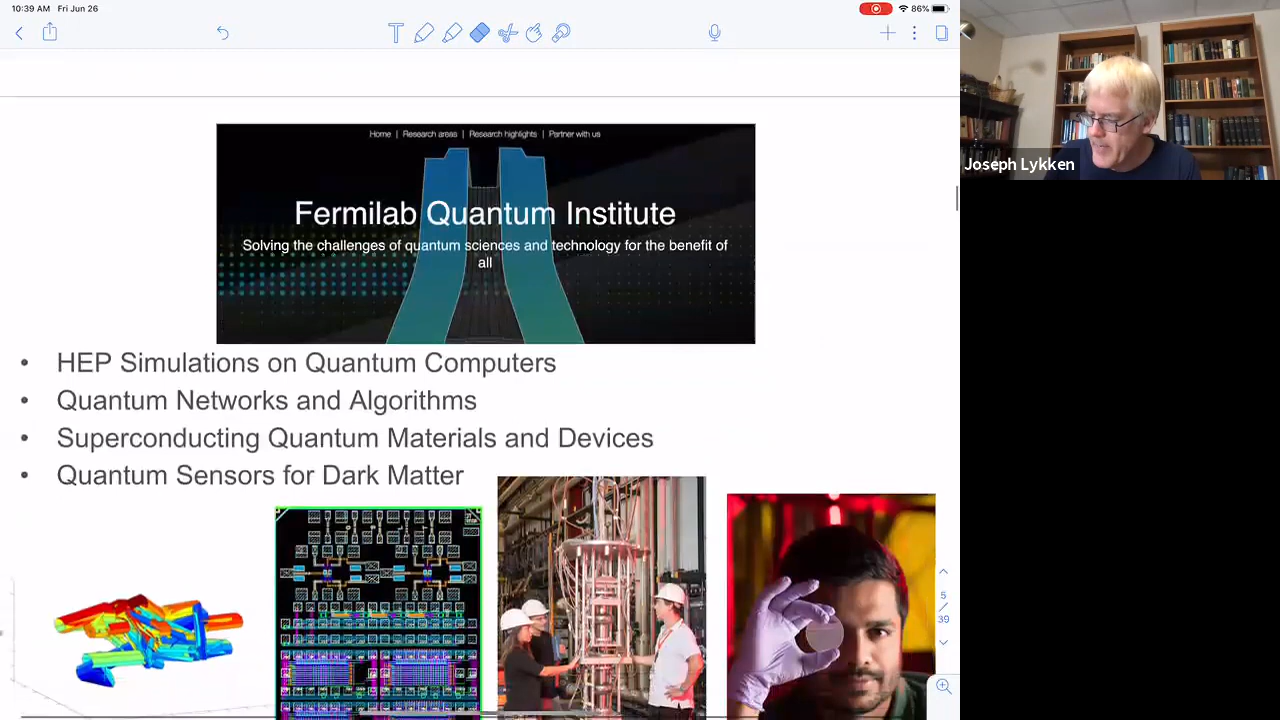 10:39 AM Fri Jun 26
86%
Home | Research areas | Research highlights | Partner with us
Fermilab Quantum Institute
Solving the challenges of quantum sciences and technology for the benefit of
all
• HEP Simulations on Quantum Computers
• Quantum Networks and Algorithms
• Superconducting Quantum Materials and Devices
• Quantum Sensors for Dark Matter
5
/
39
Joseph Lykken